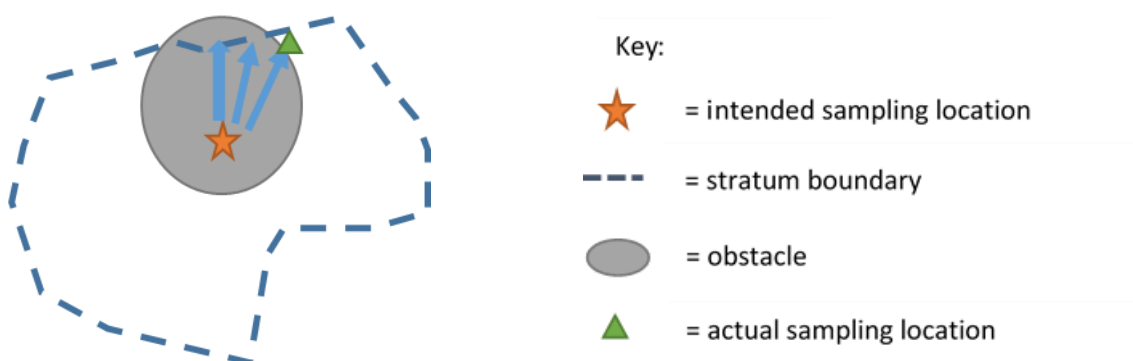 Key:
= intended sampling location
= stratum boundary
= obstacle
= actual sampling location